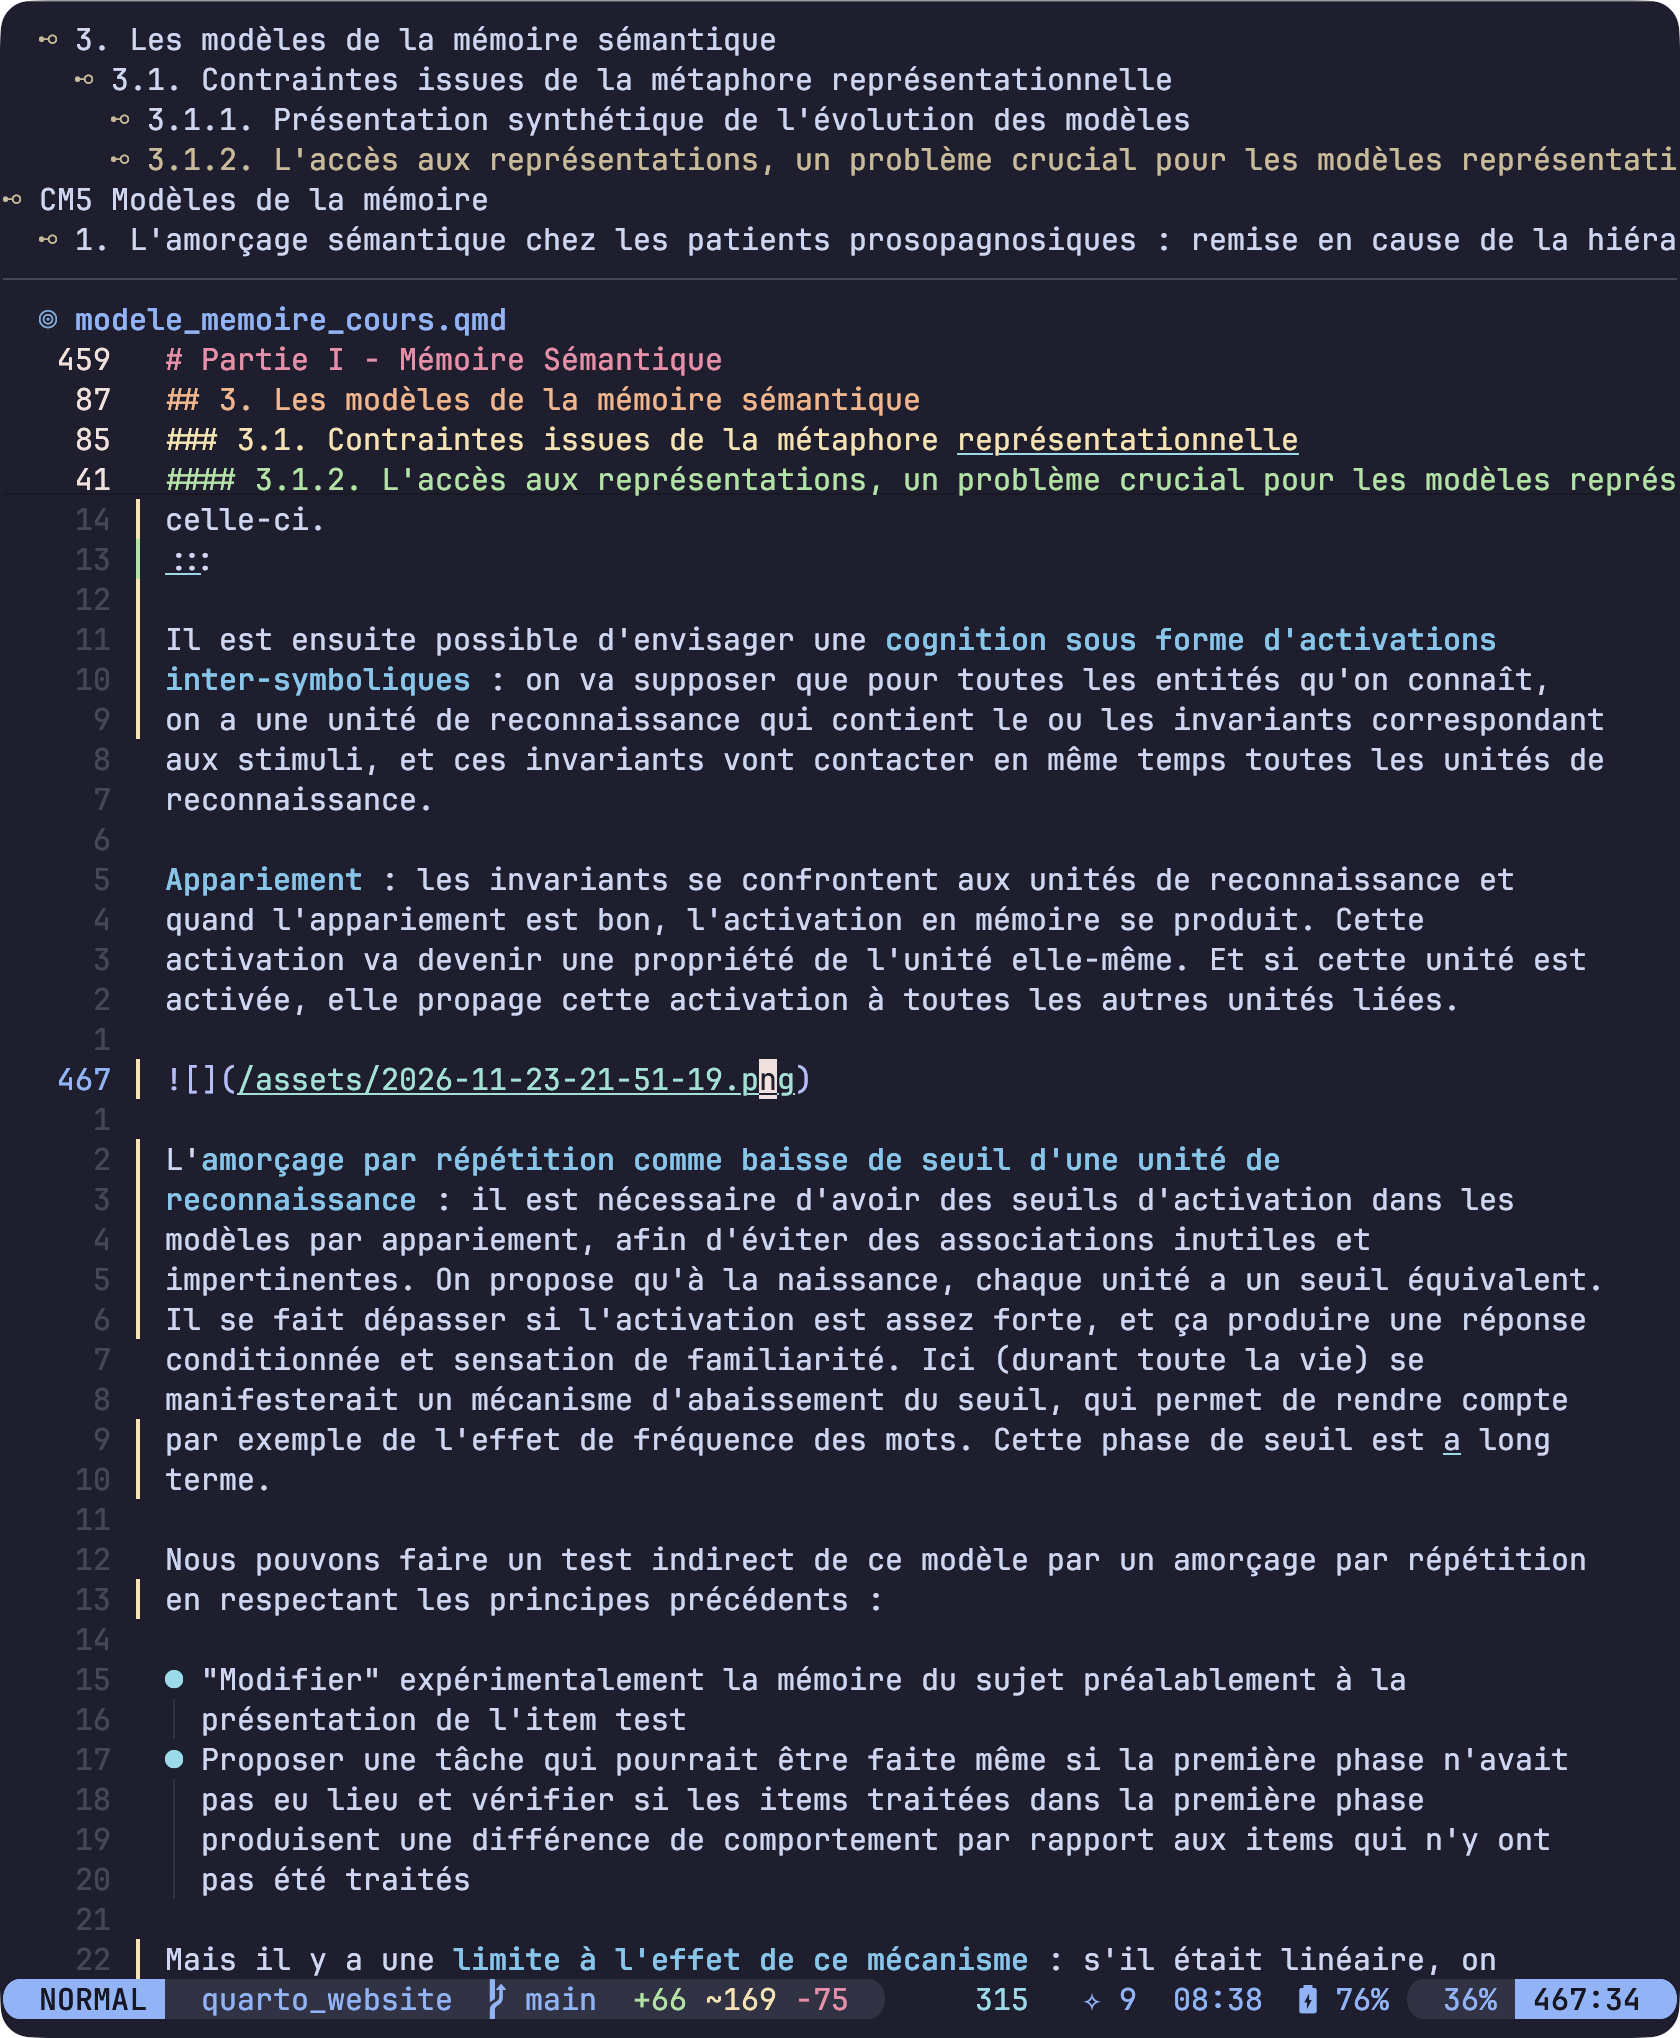 3. Les modèles de la mémoire sémantique
3.1. Contraintes issues de la métaphore représentationnelle
3.1.1. Présentation synthétique de l'évolution des modèles
3.1.2. L'accès aux représentations, un problème crucial pour les modèles représentati
CM5 Modèles de la mémoire
1. L'amorçage sémantique chez les patients prosopagnosiques : remise en cause de la hiéra
modele_memoire_cours.qmd
459 # Partie I - Mémoire Sémantique
87 ## 3. Les modèles de la mémoire sémantique
85 ### 3.1. Contraintes issues de la métaphore représentationnelle
41 #### 3.1.2. L'accès aux représentations, un problème crucial pour les modèles représ
14 celle-ci.
13 :::
12
11 Il est ensuite possible d'envisager une cognition sous forme d'activations
10 inter-symboliques : on va supposer que pour toutes les entités qu'on connaît,
9 on a une unité de reconnaissance qui contient le ou les invariants correspondant
8 aux stimuli, et ces invariants vont contacter en même temps toutes les unités de
7 reconnaissance.
6
5 Appariement : les invariants se confrontent aux unités de reconnaissance et
4 quand l'appariement est bon, l'activation en mémoire se produit. Cette
3 activation va devenir une propriété de l'unité elle-même. Et si cette unité est
2 activée, elle propage cette activation à toutes les autres unités liées.
1
467 ![](/assets/2026-11-23-21-51-19.png)
1
2 L'amorçage par répétition comme baisse de seuil d'une unité de
3 reconnaissance : il est nécessaire d'avoir des seuils d'activation dans les
4 modèles par appariement, afin d'éviter des associations inutiles et
5 impertinentes. On propose qu'à la naissance, chaque unité a un seuil équivalent.
6 Il se fait dépasser si l'activation est assez forte, et ça produire une réponse
7 conditionnée et sensation de familiarité. Ici (durant toute la vie) se
8 manifesterait un mécanisme d'abaissement du seuil, qui permet de rendre compte
9 par exemple de l'effet de fréquence des mots. Cette phase de seuil est a long
10 terme.
11
12 Nous pouvons faire un test indirect de ce modèle par un amorçage par répétition
13 en respectant les principes précédents :
14
15 ● "Modifier" expérimentalement la mémoire du sujet préalablement à la
16 présentation de l'item test
17 ● Proposer une tâche qui pourrait être faite même si la première phase n'avait
18 pas eu lieu et vérifier si les items traitées dans la première phase
19 produisent une différence de comportement par rapport aux items qui n'y ont
20 pas été traités
21
22 Mais il y a une limite à l'effet de ce mécanisme : s'il était linéaire, on
NORMAL quarto_website main +66 ~169 -75 315 9 08:38 76% 36% 467:34